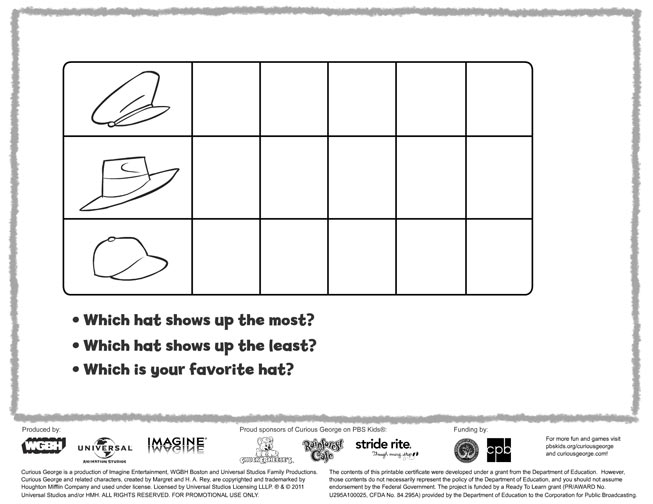 • Which hat shows up the most?
• Which hat shows up the least?
• Which is your favorite hat?
Produced by:
Proud sponsors of Curious George on PBS Kids®:
Funding by:
WGBH
UNIVERSAL
ANIMATION STUDIOS
IMAGINE
CHUCK E. CHEESE'S
Rainforest Cafe
stride rite.
cpb
For more fun and games visit
pbskids.org/curiousgeorge
and curiousgeorge.com!
Curious George is a production of Imagine Entertainment, WGBH Boston and Universal Studios Family Productions.
Curious George and related characters, created by Margret and H. A. Rey, are copyrighted and trademarked by
Houghton Mifflin Company and used under license. Licensed by Universal Studios Licensing LLLP. ® & © 2011
Universal Studios and/or HMH. ALL RIGHTS RESERVED. FOR PROMOTIONAL USE ONLY.
The contents of this printable certificate were developed under a grant from the Department of Education. However,
those contents do not necessarily represent the policy of the Department of Education, and you should not assume
endorsement by the Federal Government. The project is funded by a Ready To Learn grant (PR/AWARD No.
U295A100025, CFDA No. 84.295A) provided by the Department of Education to the Corporation for Public Broadcasting.